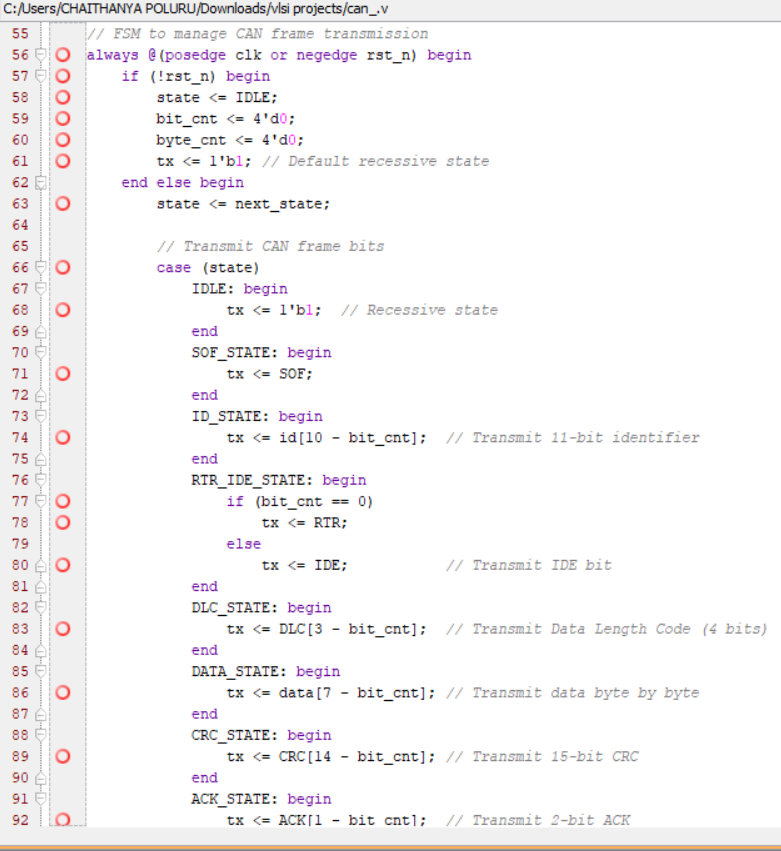 C:/Users/CHAITHANYA POLURU/Downloads/vlsi projects/can_.v
55 // FSM to manage CAN frame transmission
56 always @(posedge clk or negedge rst_n) begin
57 if (!rst_n) begin
58 state <= IDLE;
59 bit_cnt <= 4'd0;
60 byte_cnt <= 4'd0;
61 tx <= 1'b1; // Default recessive state
62 end else begin
63 state <= next_state;
64
65 // Transmit CAN frame bits
66 case (state)
67 IDLE: begin
68 tx <= 1'b1; // Recessive state
69 end
70 SOF_STATE: begin
71 tx <= SOF;
72 end
73 ID_STATE: begin
74 tx <= id[10 - bit_cnt]; // Transmit 11-bit identifier
75 end
76 RTR_IDE_STATE: begin
77 if (bit_cnt == 0)
78 tx <= RTR;
79 else
80 tx <= IDE; // Transmit IDE bit
81 end
82 DLC_STATE: begin
83 tx <= DLC[3 - bit_cnt]; // Transmit Data Length Code (4 bits)
84 end
85 DATA_STATE: begin
86 tx <= data[7 - bit_cnt]; // Transmit data byte by byte
87 end
88 CRC_STATE: begin
89 tx <= CRC[14 - bit_cnt]; // Transmit 15-bit CRC
90 end
91 ACK_STATE: begin
92 tx <= ACK[1 - bit_cnt]; // Transmit 2-bit ACK